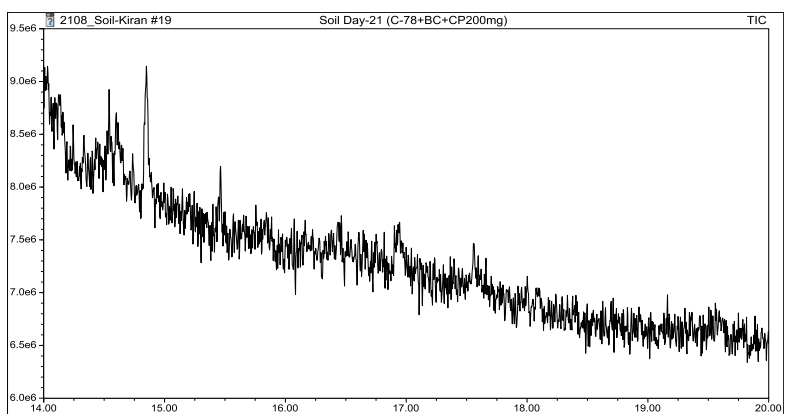 2108_Soil-Kiran #19 Soil Day-21 (C-78+BC+CP200mg) TIC
9.5e6
9.0e6
8.5e6
8.0e6
7.5e6
7.0e6
6.5e6
6.0e6
14.00 15.00 16.00 17.00 18.00 19.00 20.00